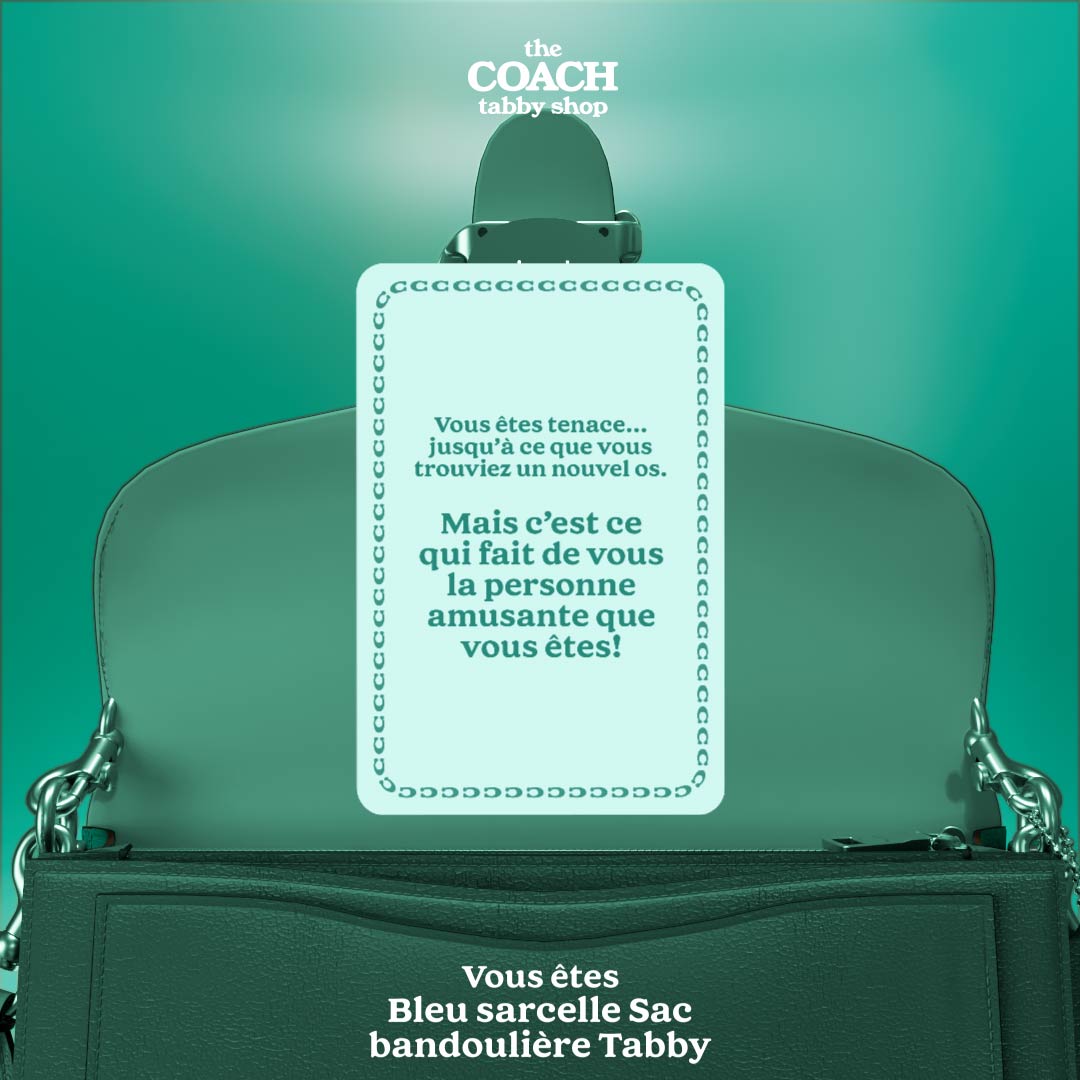 the
COACH
tabby shop
Vous êtes tenace...
jusqu'à ce que vous
trouviez un nouvel os.
Mais c'est ce
qui fait de vous
la personne
amusante que
vous êtes!
Vous êtes
Bleu sarcelle Sac
bandoulière Tabby